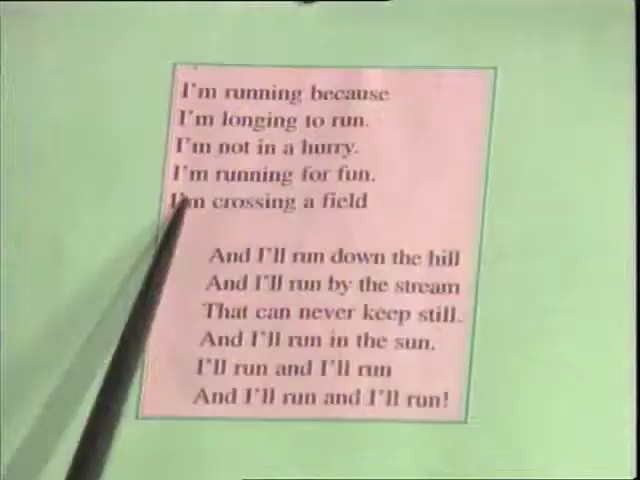 I'm running because
I'm longing to run.
I'm not in a hurry.
I'm running for fun.
I'm crossing a field
And I'll run down the hill
And I'll run by the stream
That can never keep still.
And I'll run in the sun.
I'll run and I'll run
And I'll run and I'll run!